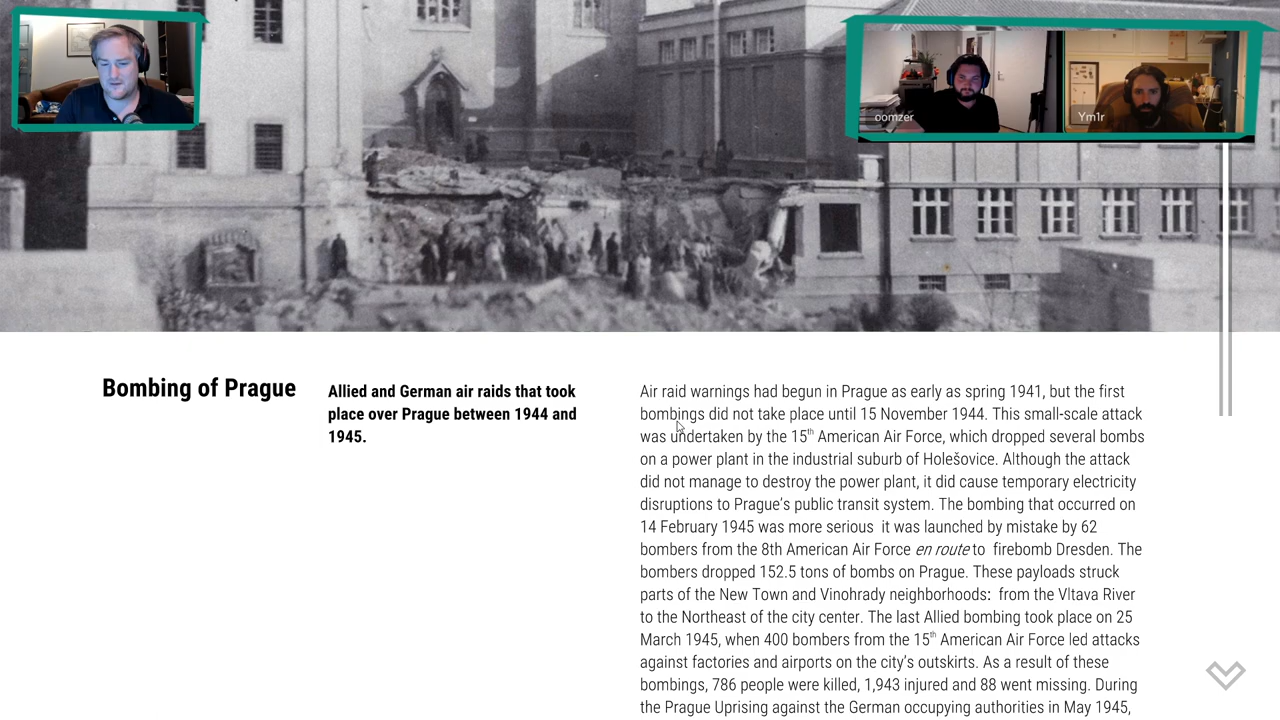 oomzer
Ym1r
Bombing of Prague
Allied and German air raids that took
place over Prague between 1944 and
1945.
Air raid warnings had begun in Prague as early as spring 1941, but the first
bombings did not take place until 15 November 1944. This small-scale attack
was undertaken by the 15th American Air Force, which dropped several bombs
on a power plant in the industrial suburb of Holešovice. Although the attack
did not manage to destroy the power plant, it did cause temporary electricity
disruptions to Prague's public transit system. The bombing that occurred on
14 February 1945 was more serious  it was launched by mistake by 62
bombers from the 8th American Air Force en route to  firebomb Dresden. The
bombers dropped 152.5 tons of bombs on Prague. These payloads struck
parts of the New Town and Vinohrady neighborhoods:  from the Vltava River
to the Northeast of the city center. The last Allied bombing took place on 25
March 1945, when 400 bombers from the 15th American Air Force led attacks
against factories and airports on the city's outskirts. As a result of these
bombings, 786 people were killed, 1,943 injured and 88 went missing. During
the Prague Uprising against the German occupying authorities in May 1945,